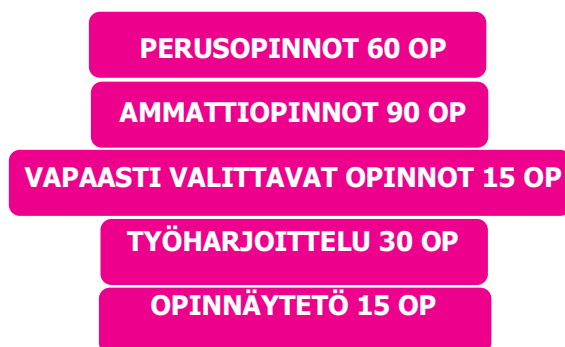 PERUSOPINNOT 60 OP
AMMATTIOPINNOT 90 OP
VAPAASTI VALITTAVAT OPINNOT 15 OP
TYÖHARJOITTELU 30 OP
OPINNÄYTETÖ 15 OP